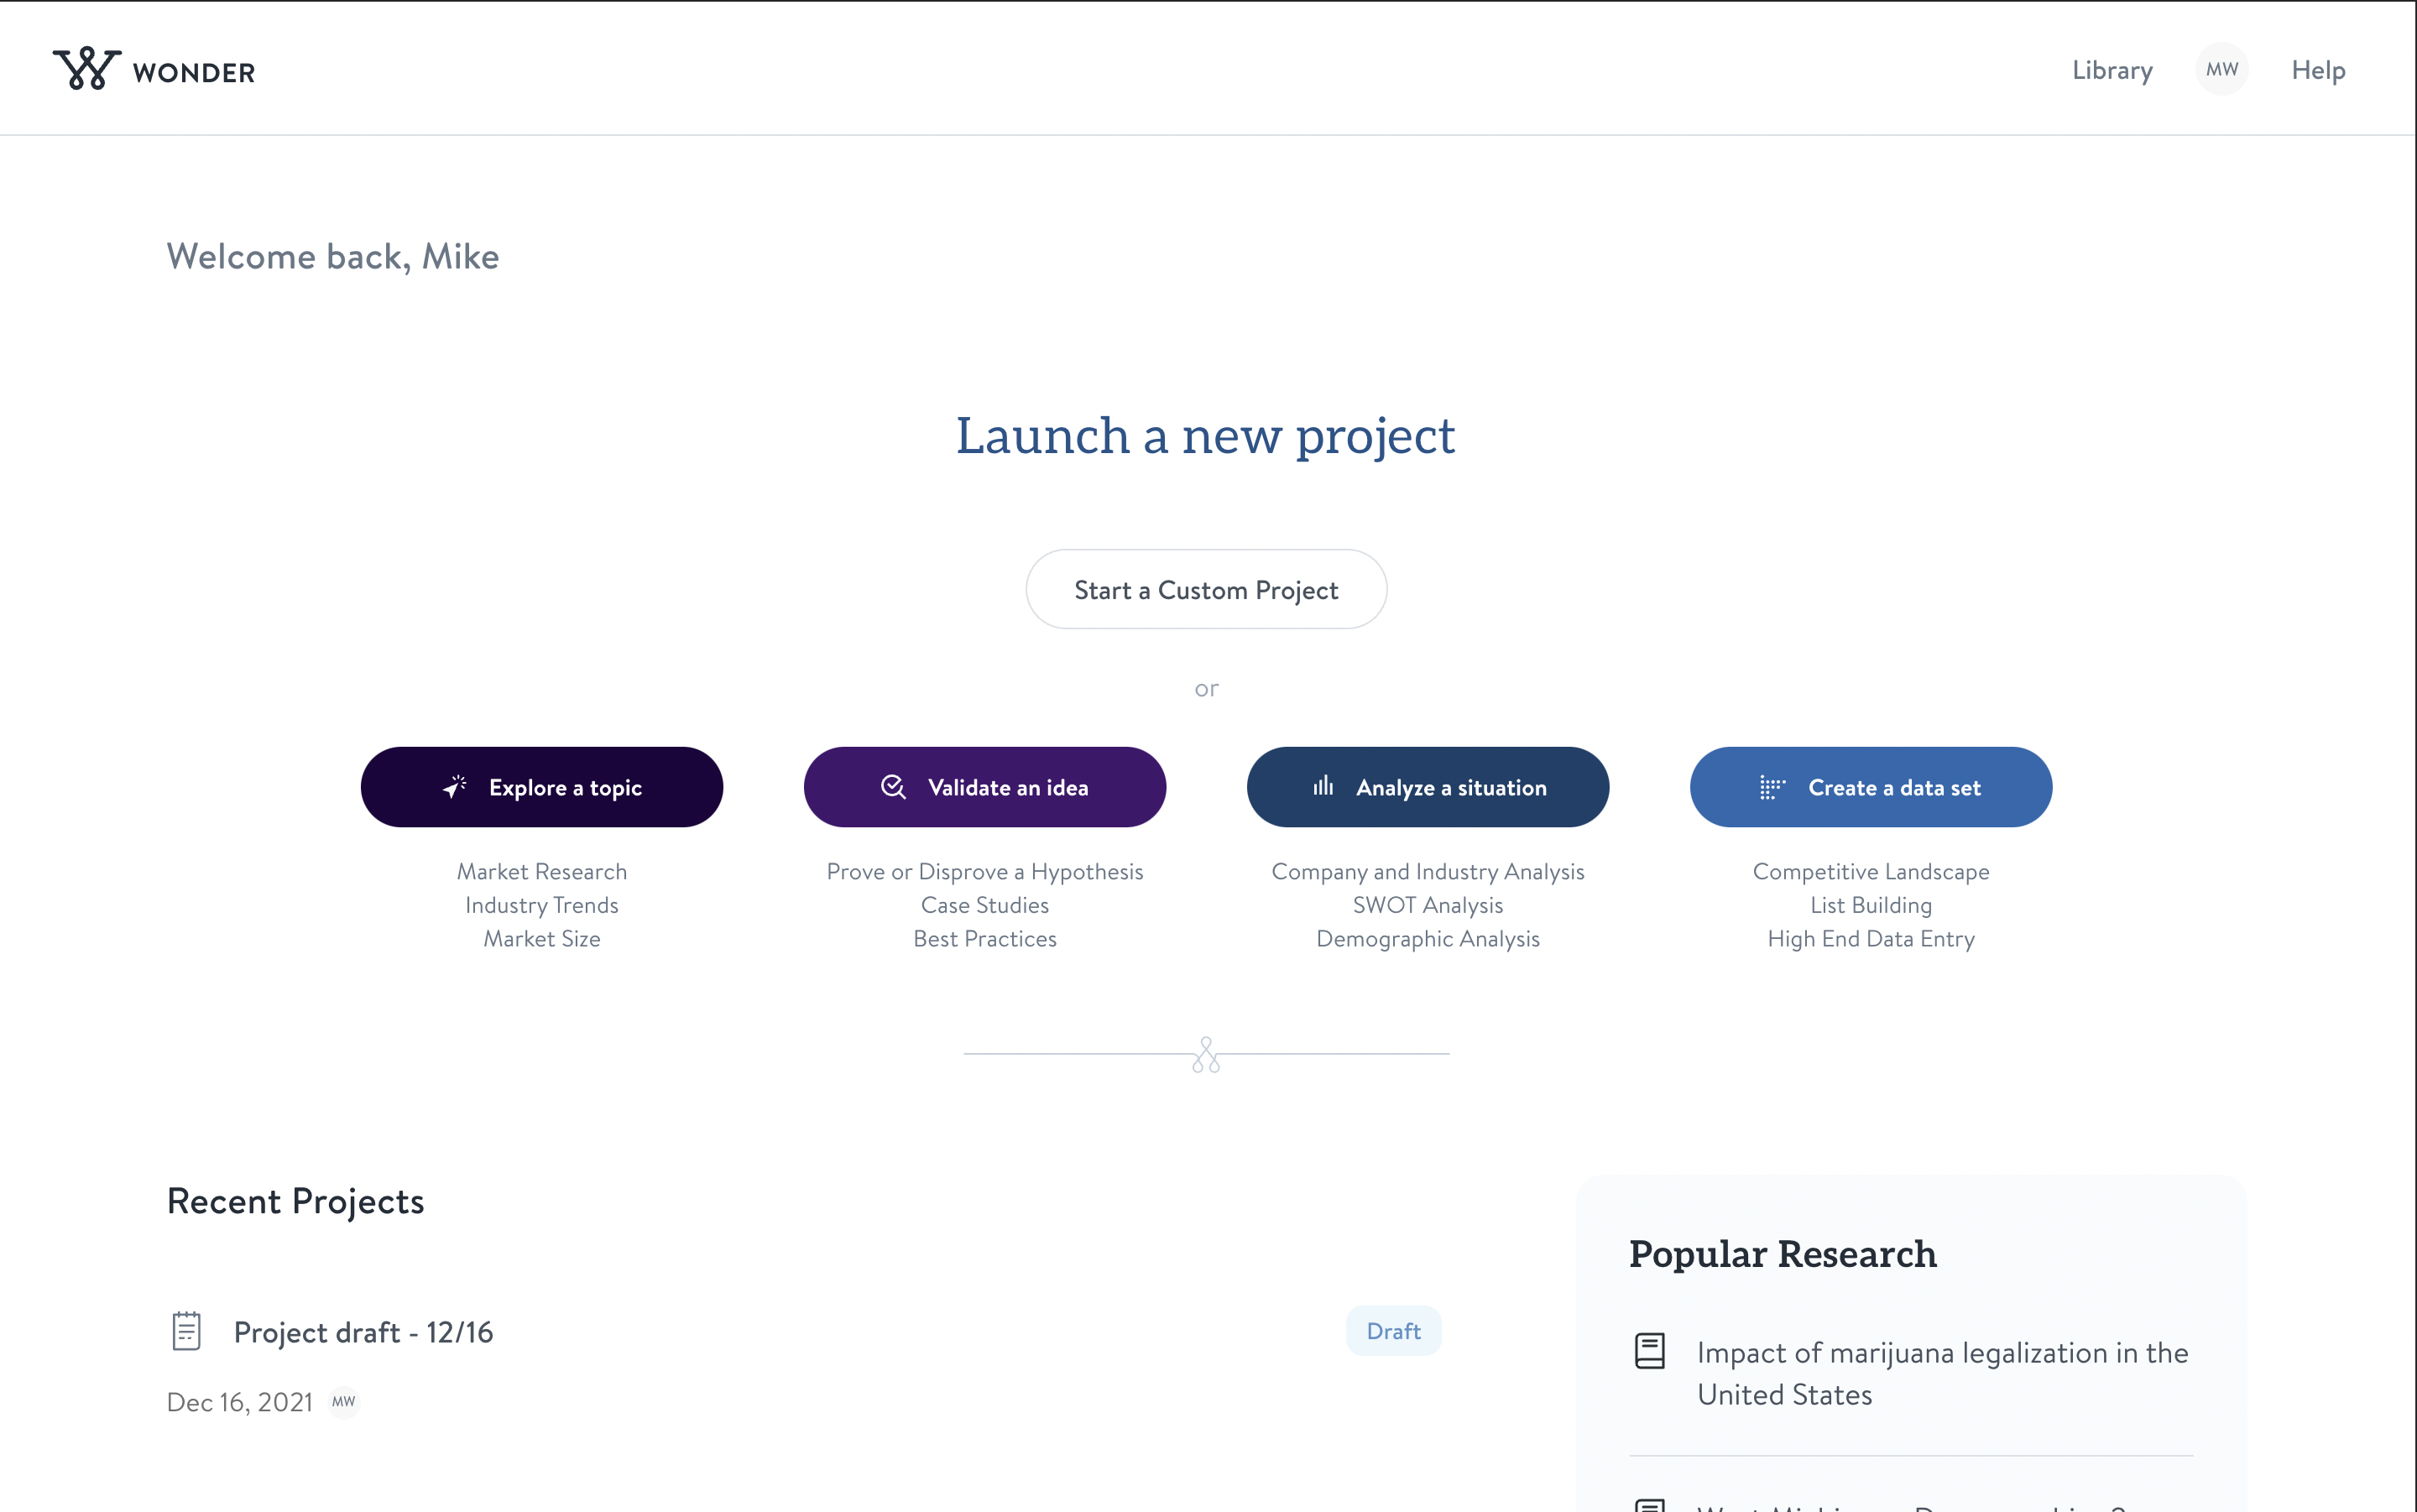 WONDER
Library
MW
Help
Welcome back, Mike
Launch a new project
Start a Custom Project
or
Explore a topic
Market Research
Industry Trends
Market Size
Validate an idea
Prove or Disprove a Hypothesis
Case Studies
Best Practices
Analyze a situation
Company and Industry Analysis
SWOT Analysis
Demographic Analysis
Create a data set
Competitive Landscape
List Building
High End Data Entry
Recent Projects
Project draft - 12/16
Draft
Dec 16, 2021 MW
Popular Research
Impact of marijuana legalization in the
United States